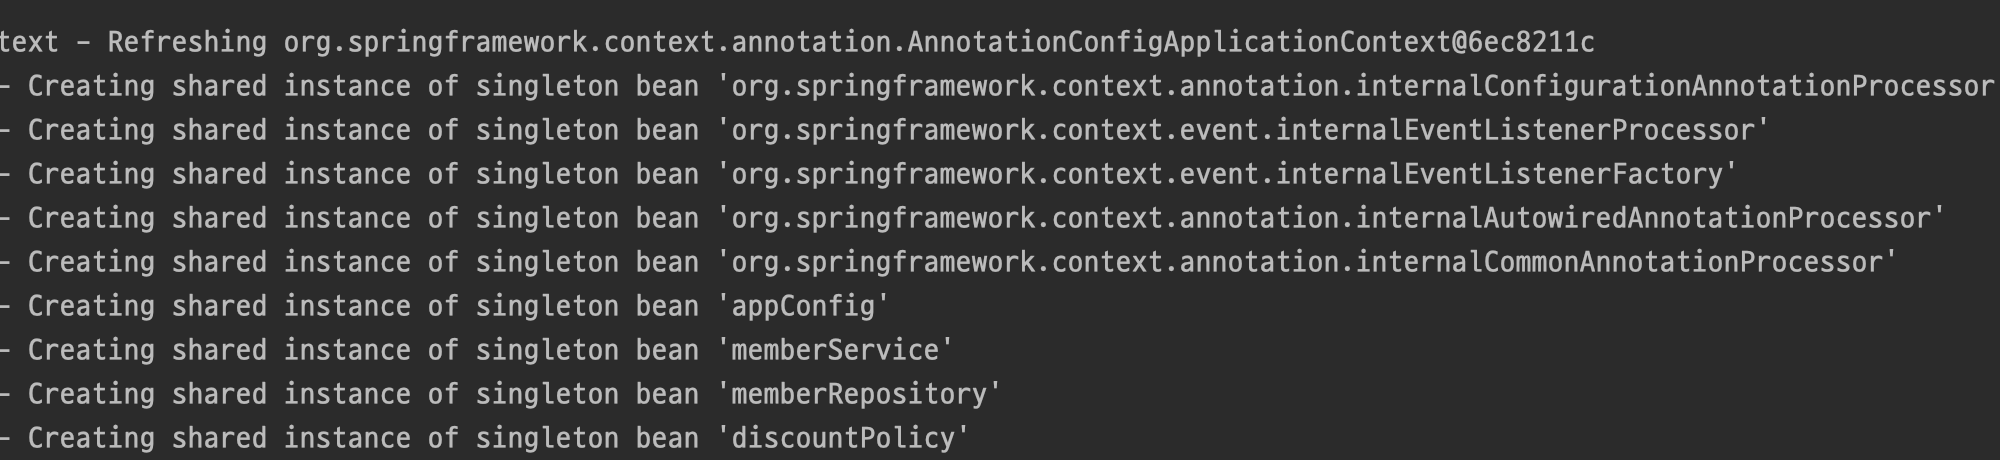 text - Refreshing org.springframework.context.annotation.AnnotationConfigApplicationContext@6ec8211c
- Creating shared instance of singleton bean 'org.springframework.context.annotation.internalConfigurationAnnotationProcessor
- Creating shared instance of singleton bean 'org.springframework.context.event.internalEventListenerProcessor'
- Creating shared instance of singleton bean 'org.springframework.context.event.internalEventListenerFactory'
- Creating shared instance of singleton bean 'org.springframework.context.annotation.internalAutowiredAnnotationProcessor'
- Creating shared instance of singleton bean 'org.springframework.context.annotation.internalCommonAnnotationProcessor'
- Creating shared instance of singleton bean 'appConfig'
- Creating shared instance of singleton bean 'memberService'
- Creating shared instance of singleton bean 'memberRepository'
- Creating shared instance of singleton bean 'discountPolicy'